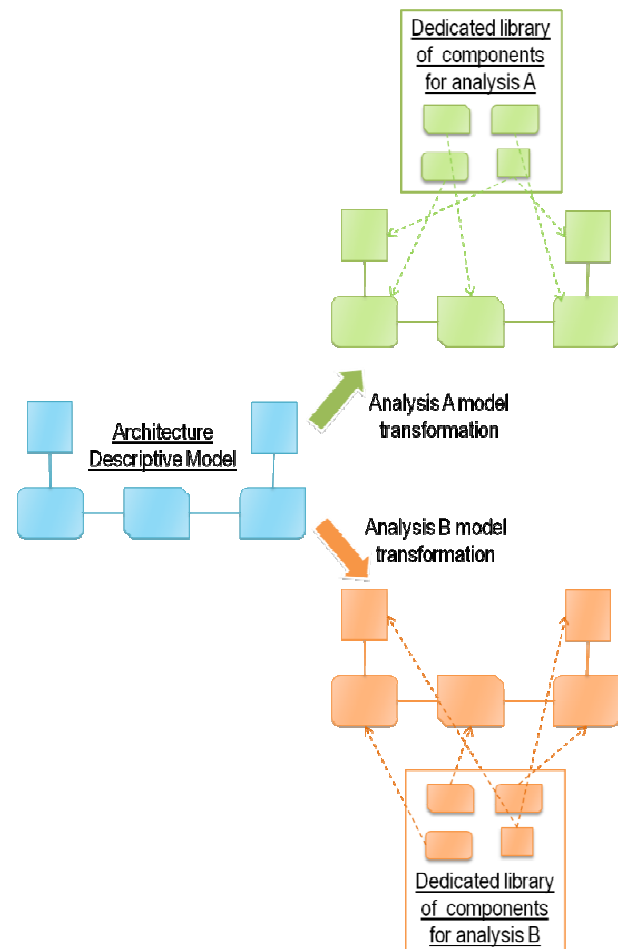 Dedicated library
of components
for analysis A
Analysis A model
transformation
Architecture
Descriptive Model
Analysis B model
transformation
Dedicated library
of components
for analysis B